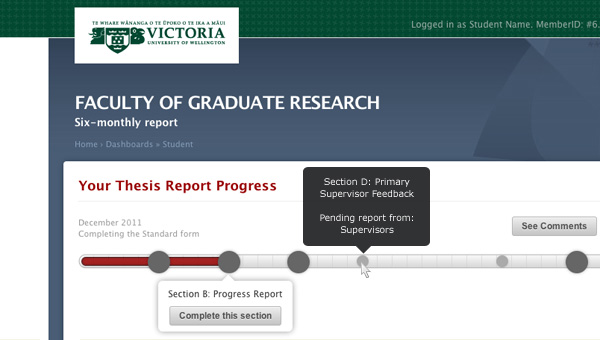 TE WHARE WĀNANGA O TE ŪPOKO O TE IKA A MĀUI
VICTORIA
UNIVERSITY OF WELLINGTON
Logged in as Student Name. MemberID: #6.
FACULTY OF GRADUATE RESEARCH
Six-monthly report
Home › Dashboards » Student
Your Thesis Report Progress
Section D: Primary
Supervisor Feedback
Pending report from:
Supervisors
December 2011
Completing the Standard form
See Comments
Section B: Progress Report
Complete this section